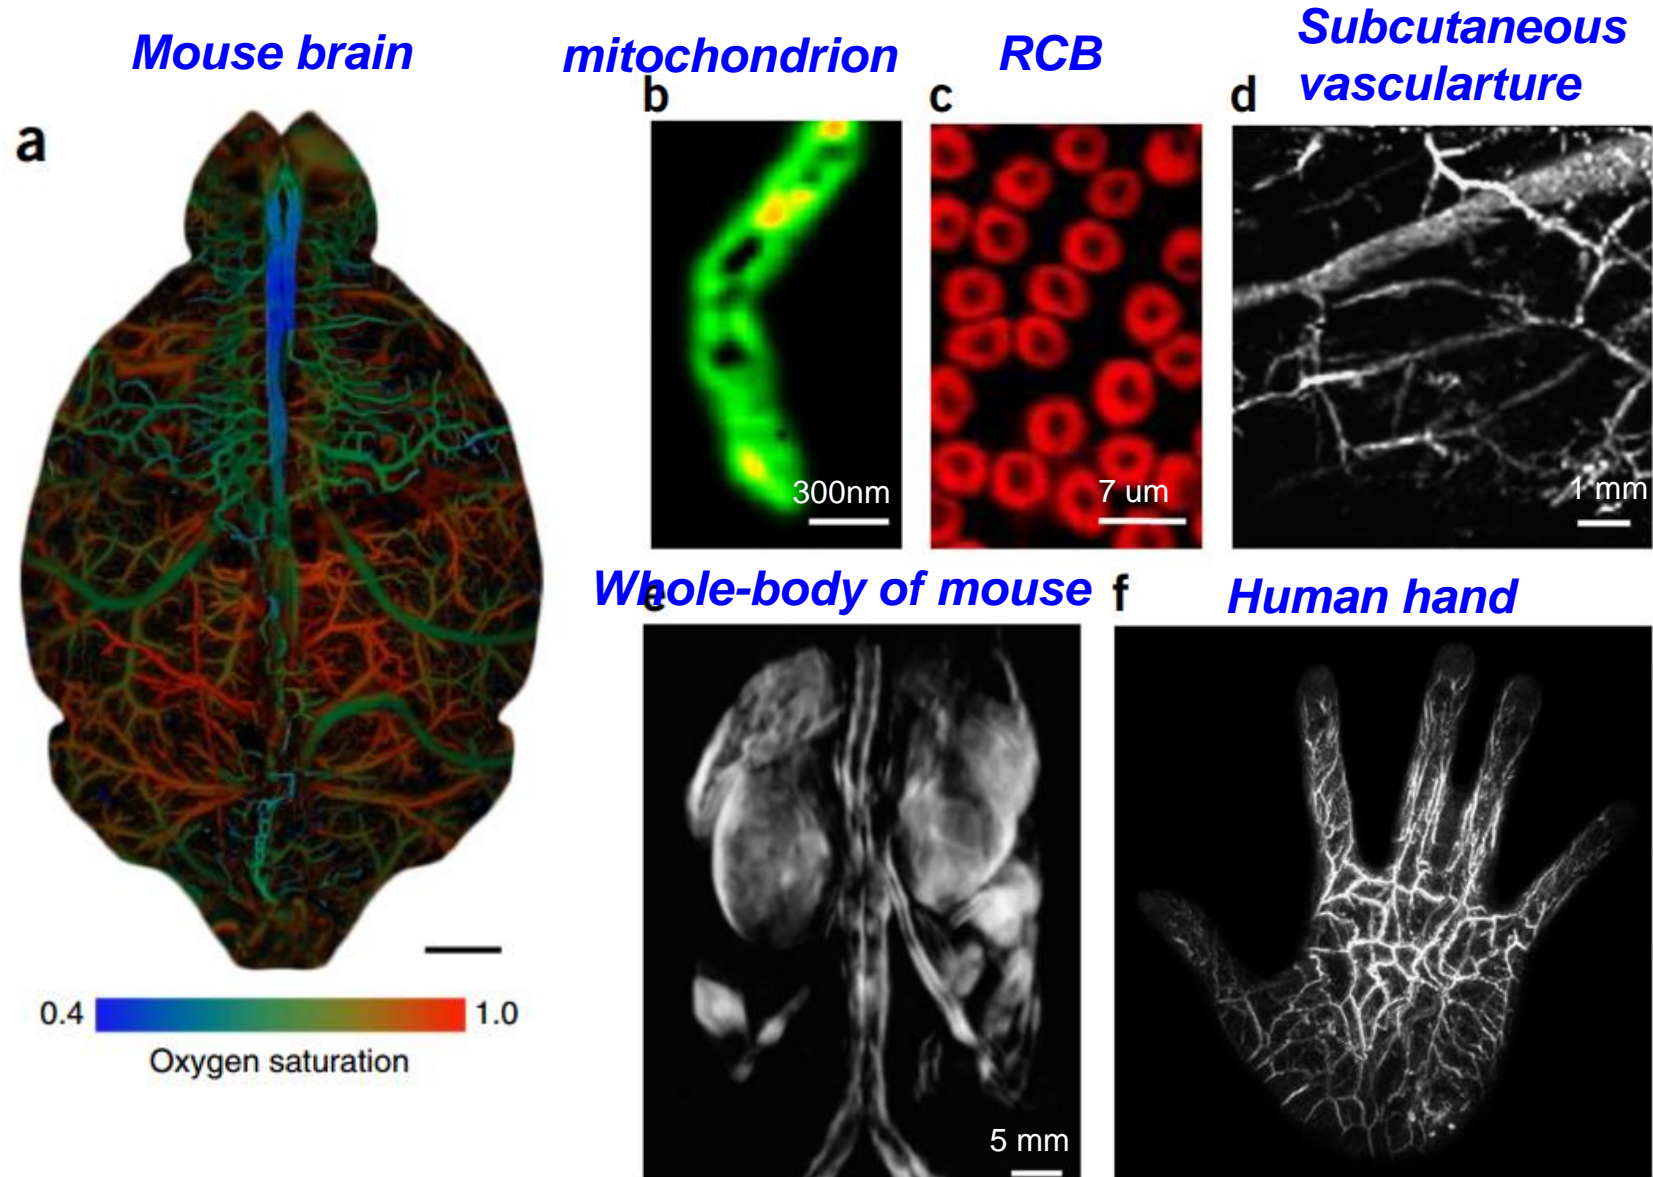 Mouse brain
a
0.4
1.0
Oxygen saturation
mitochondrion
b
300nm
RCB
c
7 um
Subcutaneous
vascularture
d
1 mm
Whole-body of mouse
e
5 mm
Human hand
f